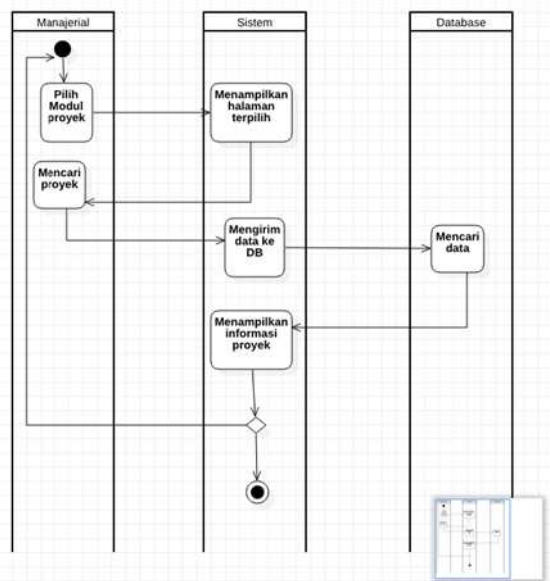 Manajerial
Sistem
Database
Pilih
Modul
proyek
Menampilkan
halaman
terpilih
Mencari
proyek
Mengirim
data ke
DB
Mencari
data
Menampilkan
informasi
proyek